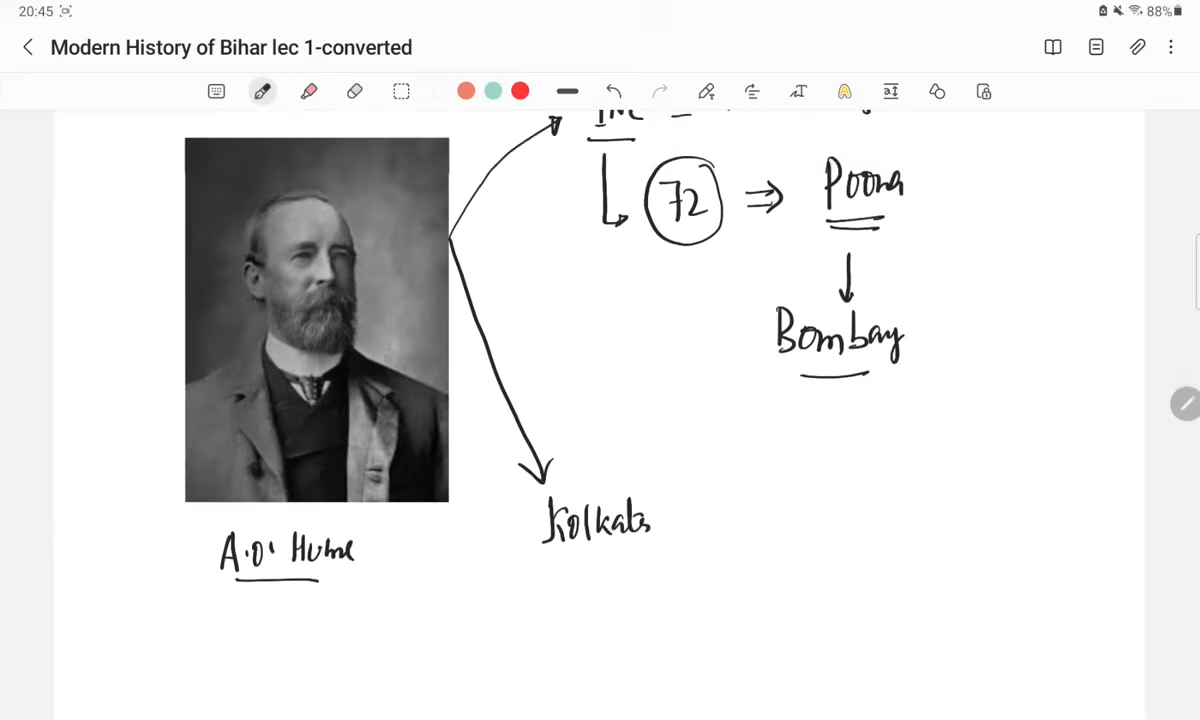 20:45
88%
Modern History of Bihar lec 1-converted
72 ⇒ Poona
Bombay
Kolkata
A.O. Hume